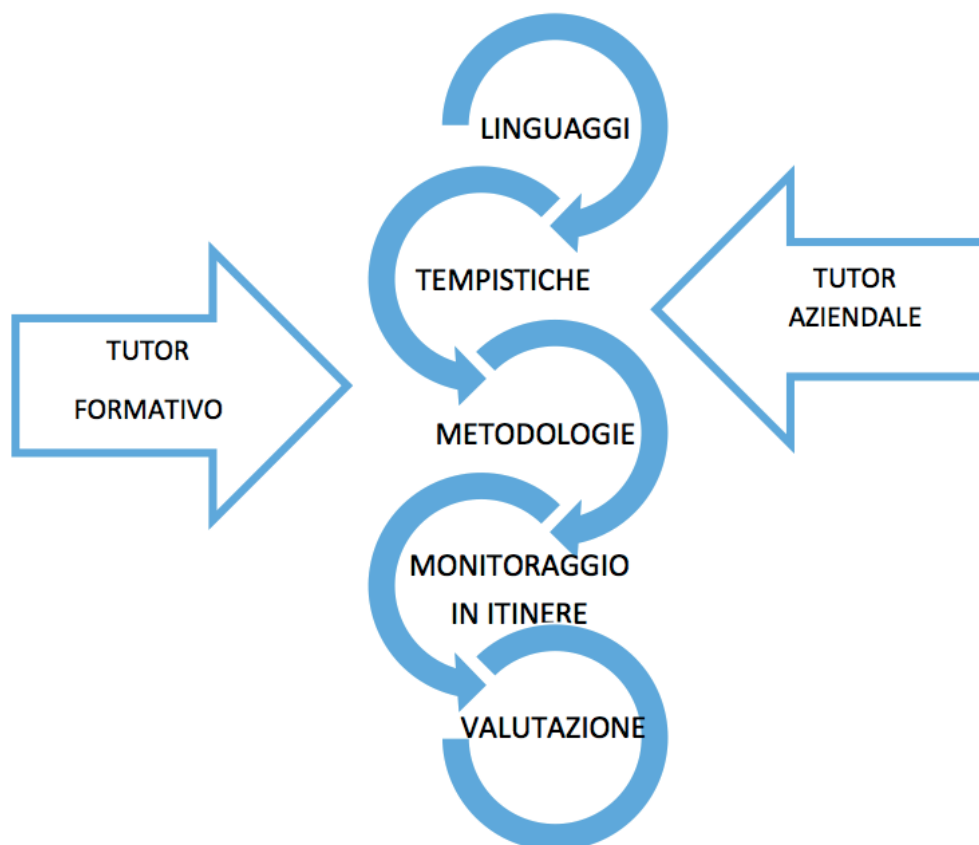 LINGUAGGI
TEMPISTICHE
TUTOR
AZIENDALE
TUTOR
FORMATIVO
METODOLOGIE
MONITORAGGIO
IN ITINERE
VALUTAZIONE